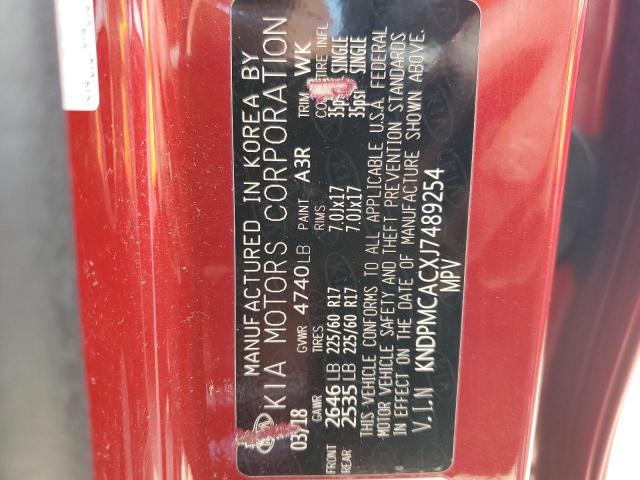 MANUFACTURED IN KOREA BY
KIA MOTORS CORPORATION
03/18 GVWR 4740LB PAINT A3R TRIM WK
GAWR TIRES RIMS TIRE INFL
FRONT 2646LB 225/60 R17 7.0Jx17 35psi SINGLE
REAR 2535LB 225/60 R17 7.0Jx17 35psi SINGLE
THIS VEHICLE CONFORMS TO ALL APPLICABLE U.S.A. FEDERAL
MOTOR VEHICLE SAFETY AND THEFT PREVENTION STANDARDS
IN EFFECT ON THE DATE OF MANUFACTURE SHOWN ABOVE.
V.I.N KNDPMCACXJ7489254
MPV